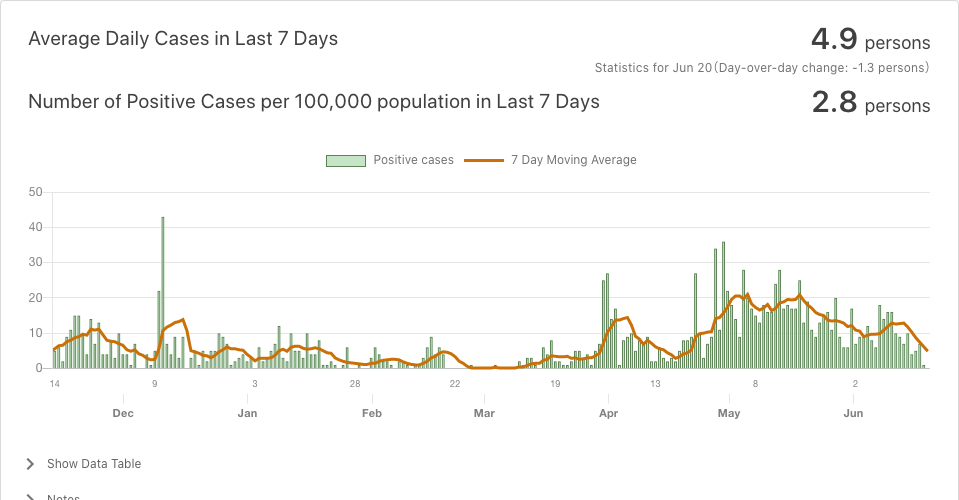 Average Daily Cases in Last 7 Days
4.9 persons
Statistics for Jun 20(Day-over-day change: -1.3 persons)
Number of Positive Cases per 100,000 population in Last 7 Days
2.8 persons
Positive cases 7 Day Moving Average
50
40
30
20
10
0
14 9 3 28 22 19 13 8 2
Dec Jan Feb Mar Apr May Jun
Show Data Table
Notes